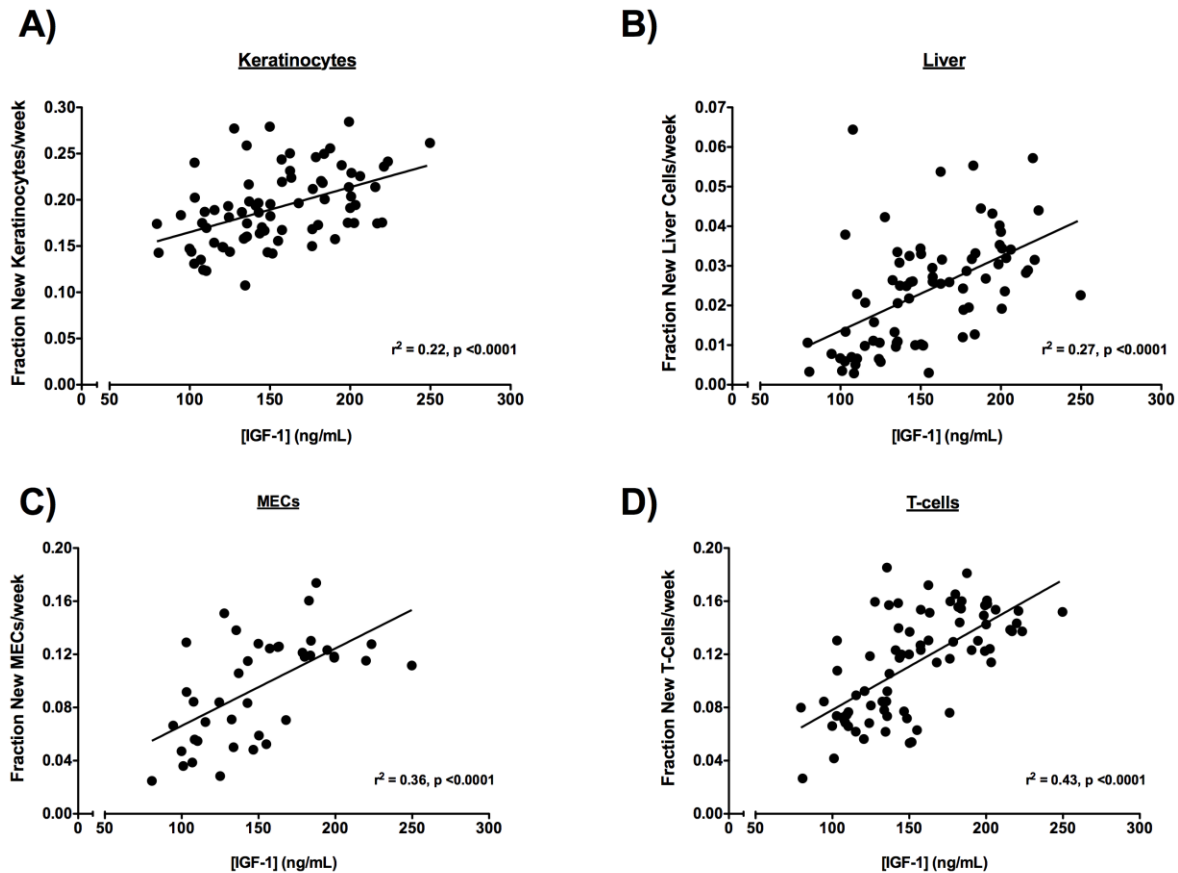 A)
Keratinocytes
Fraction New Keratinocytes/week
0.30
0.25
0.20
0.15
0.10
0.05
0.00
r² = 0.22, p <0.0001
0 50 100 150 200 250 300
[IGF-1] (ng/mL)
B)
Liver
Fraction New Liver Cells/week
0.07
0.06
0.05
0.04
0.03
0.02
0.01
0.00
r² = 0.27, p <0.0001
0 50 100 150 200 250 300
[IGF-1] (ng/mL)
C)
MECs
Fraction New MECs/week
0.20
0.16
0.12
0.08
0.04
0.00
r² = 0.36, p <0.0001
0 50 100 150 200 250 300
[IGF-1] (ng/mL)
D)
T-cells
Fraction New T-Cells/week
0.20
0.16
0.12
0.08
0.04
0.00
r² = 0.43, p <0.0001
0 50 100 150 200 250 300
[IGF-1] (ng/mL)